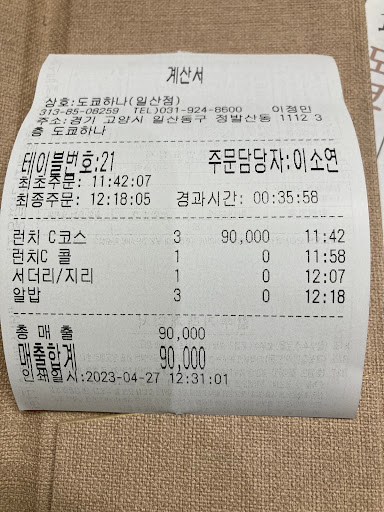 계산서
상호:도쿄하나(일산점)
313-85-08259 TEL)031-924-8600 이정민
주소:경기 고양시 일산동구 정발산동 1112 3
층 도쿄하나
테이블번호:21 주문담당자:이소연
최초주문: 11:42:07
최종주문: 12:18:05 경과시간: 00:35:58
런치 C코스 3 90,000 11:42
런치C 콜 1 0 11:58
서더리/지리 1 0 12:07
알밥 3 0 12:18
총 매 출 90,000
매출합계 90,000
인쇄일시:2023-04-27 12:31:01